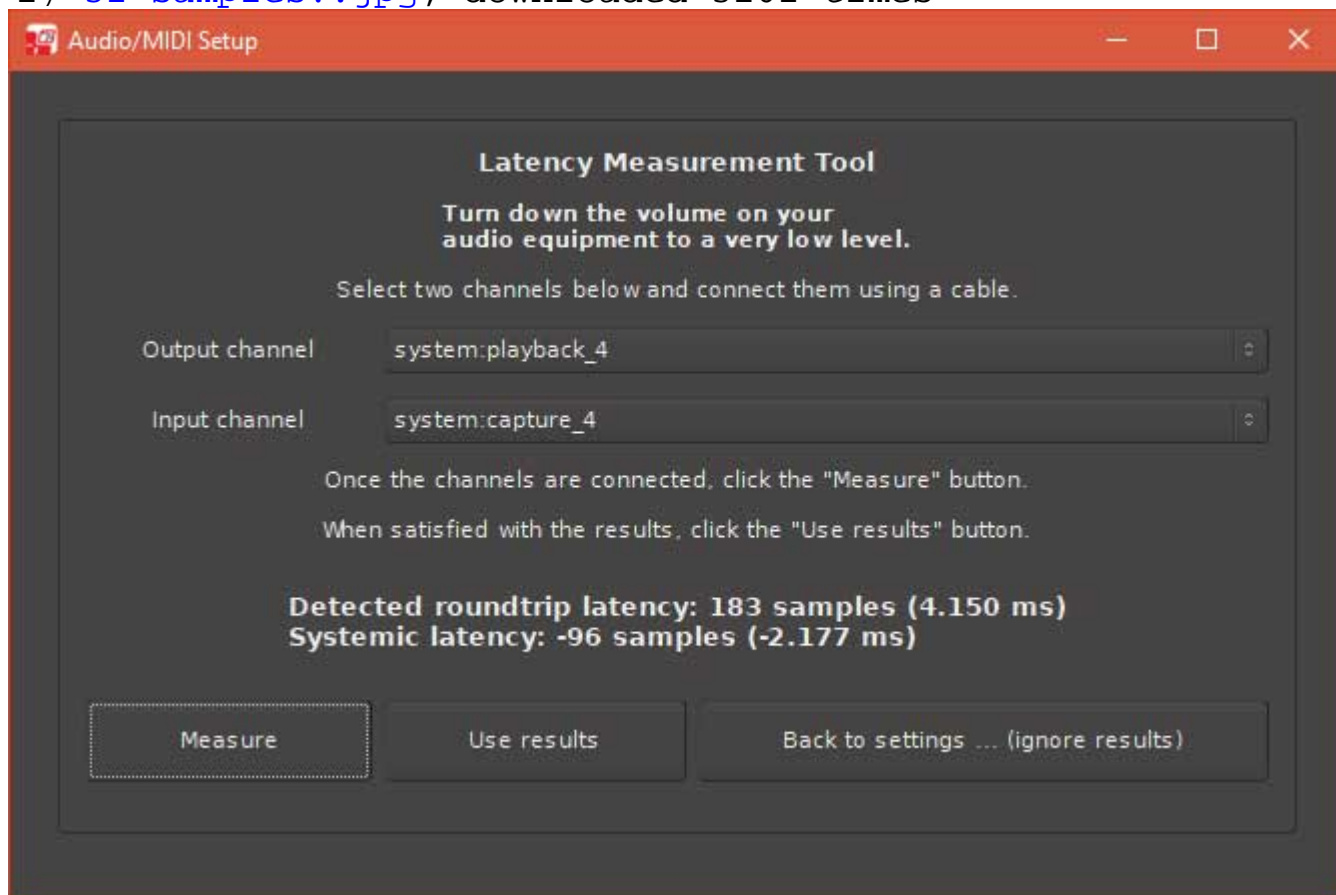 Audio/MIDI Setup
Latency Measurement Tool
Turn down the volume on your
audio equipment to a very low level.
Select two channels below and connect them using a cable.
Output channel system:playback_4
Input channel system:capture_4
Once the channels are connected, click the "Measure" button.
When satisfied with the results, click the "Use results" button.
Detected roundtrip latency: 183 samples (4.150 ms)
Systemic latency: -96 samples (-2.177 ms)
Measure Use results Back to settings ... (ignore results)